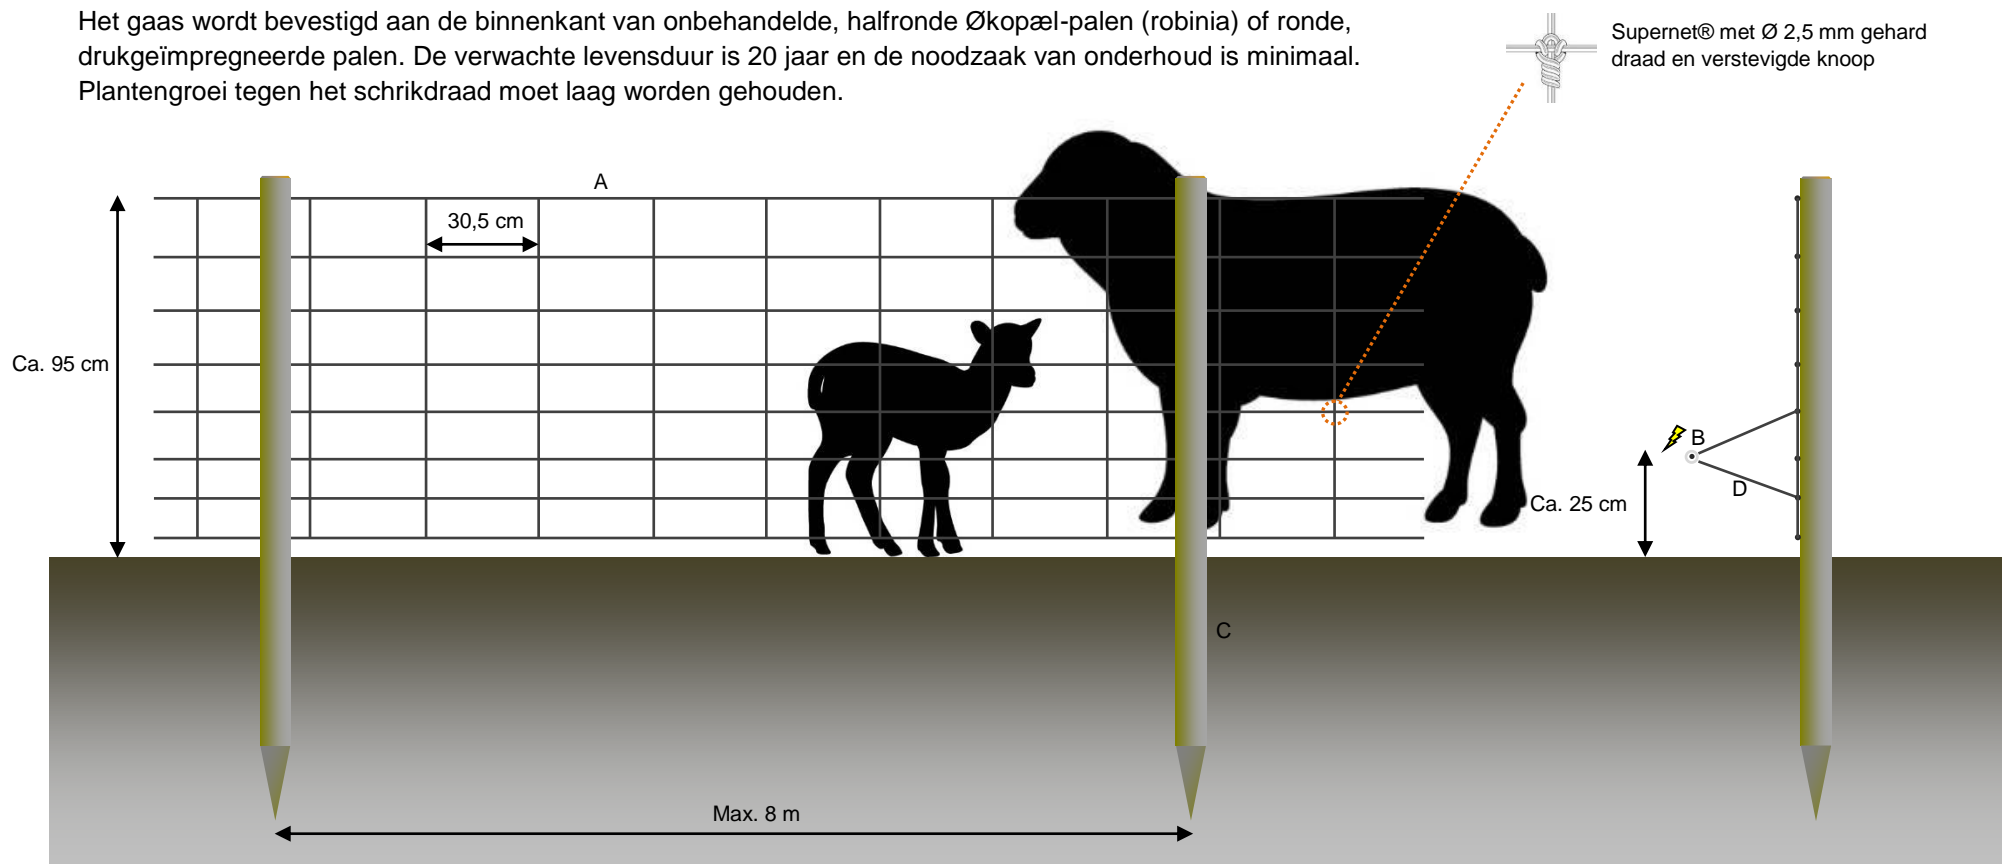 Het gaas wordt bevestigd aan de binnenkant van onbehandelde, halfronde Økopæl-palen (robinia) of ronde,
drukgeïmpregneerde palen. De verwachte levensduur is 20 jaar en de noodzaak van onderhoud is minimaal.
Plantengroei tegen het schrikdraad moet laag worden gehouden.
Supernet® met Ø 2,5 mm gehard
draad en verstevigde knoop
A
30,5 cm
Ca. 95 cm
B
D
Ca. 25 cm
C
Max. 8 m